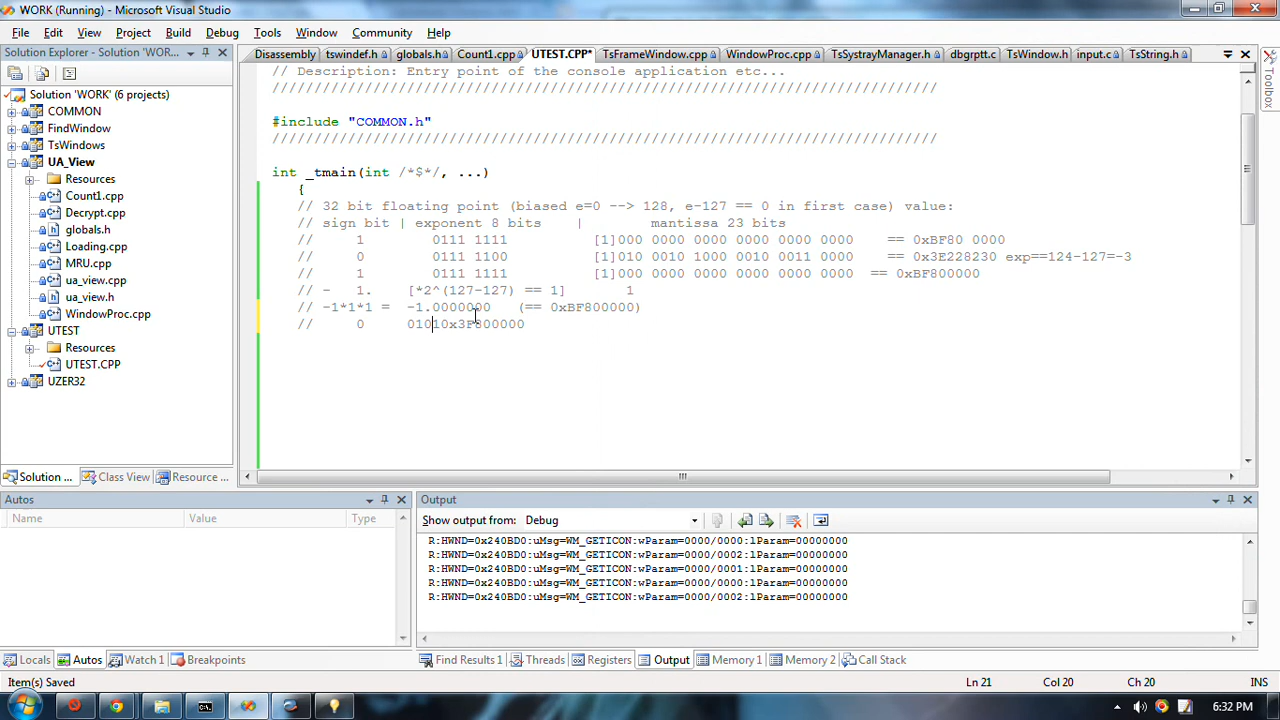 WORK (Running) - Microsoft Visual Studio
File Edit View Project Build Debug Tools Window Community
Solution Explorer - Solution 'WOR...
Disassembly tswindef.h globals.h Count1.cpp UTEST.CPP* TsFrameWindow.cpp WindowProc.cpp TsSystrayManager.h dbgrptt.c TsWindow.h input.c TsString.h
Toolbox
Solution 'WORK' (6 projects)
COMMON
FindWindow
TsWindows
UA_View
Resources
Count1.cpp
Decrypt.cpp
globals.h
Loading.cpp
MRU.cpp
ua_view.cpp
ua_view.h
WindowProc.cpp
UTEST
Resources
UTEST.CPP
UZER32
Solution ... Class View Resource ...
// Description: Entry point of the console application etc...
///////////////////////////////////////////////////////////////////////////////
#include "COMMON.h"
///////////////////////////////////////////////////////////////////////////////
int _tmain(int /*$*/, ...)
{
// 32 bit floating point (biased e=0 --> 128, e-127 == 0 in first case) value:
// sign bit | exponent 8 bits | mantissa 23 bits
// 1 0111 1111 [1]000 0000 0000 0000 0000 0000 == 0xBF80 0000
// 0 0111 1100 [1]010 0010 1000 0010 0011 0000 == 0x3E228230 exp==124-127=-3
// 1 0111 1111 [1]000 0000 0000 0000 0000 0000 == 0xBF800000
// - 1. [*2^(127-127) == 1] 1
// -1*1*1 = -1.0000000 (== 0xBF800000)
// 0 01010x3F800000
Autos
Name Value Type
Locals Autos Watch 1 Breakpoints
Output
Show output from: Debug
R:HWND=0x240BD0:uMsg=WM_GETICON:wParam=0000/0000:lParam=00000000
R:HWND=0x240BD0:uMsg=WM_GETICON:wParam=0000/0002:lParam=00000000
R:HWND=0x240BD0:uMsg=WM_GETICON:wParam=0000/0001:lParam=00000000
R:HWND=0x240BD0:uMsg=WM_GETICON:wParam=0000/0000:lParam=00000000
R:HWND=0x240BD0:uMsg=WM_GETICON:wParam=0000/0002:lParam=00000000
Find Results 1 Threads Registers Output Memory 1 Memory 2 Call Stack
Item(s) Saved Ln 21 Col 20 Ch 20 INS
6:32 PM